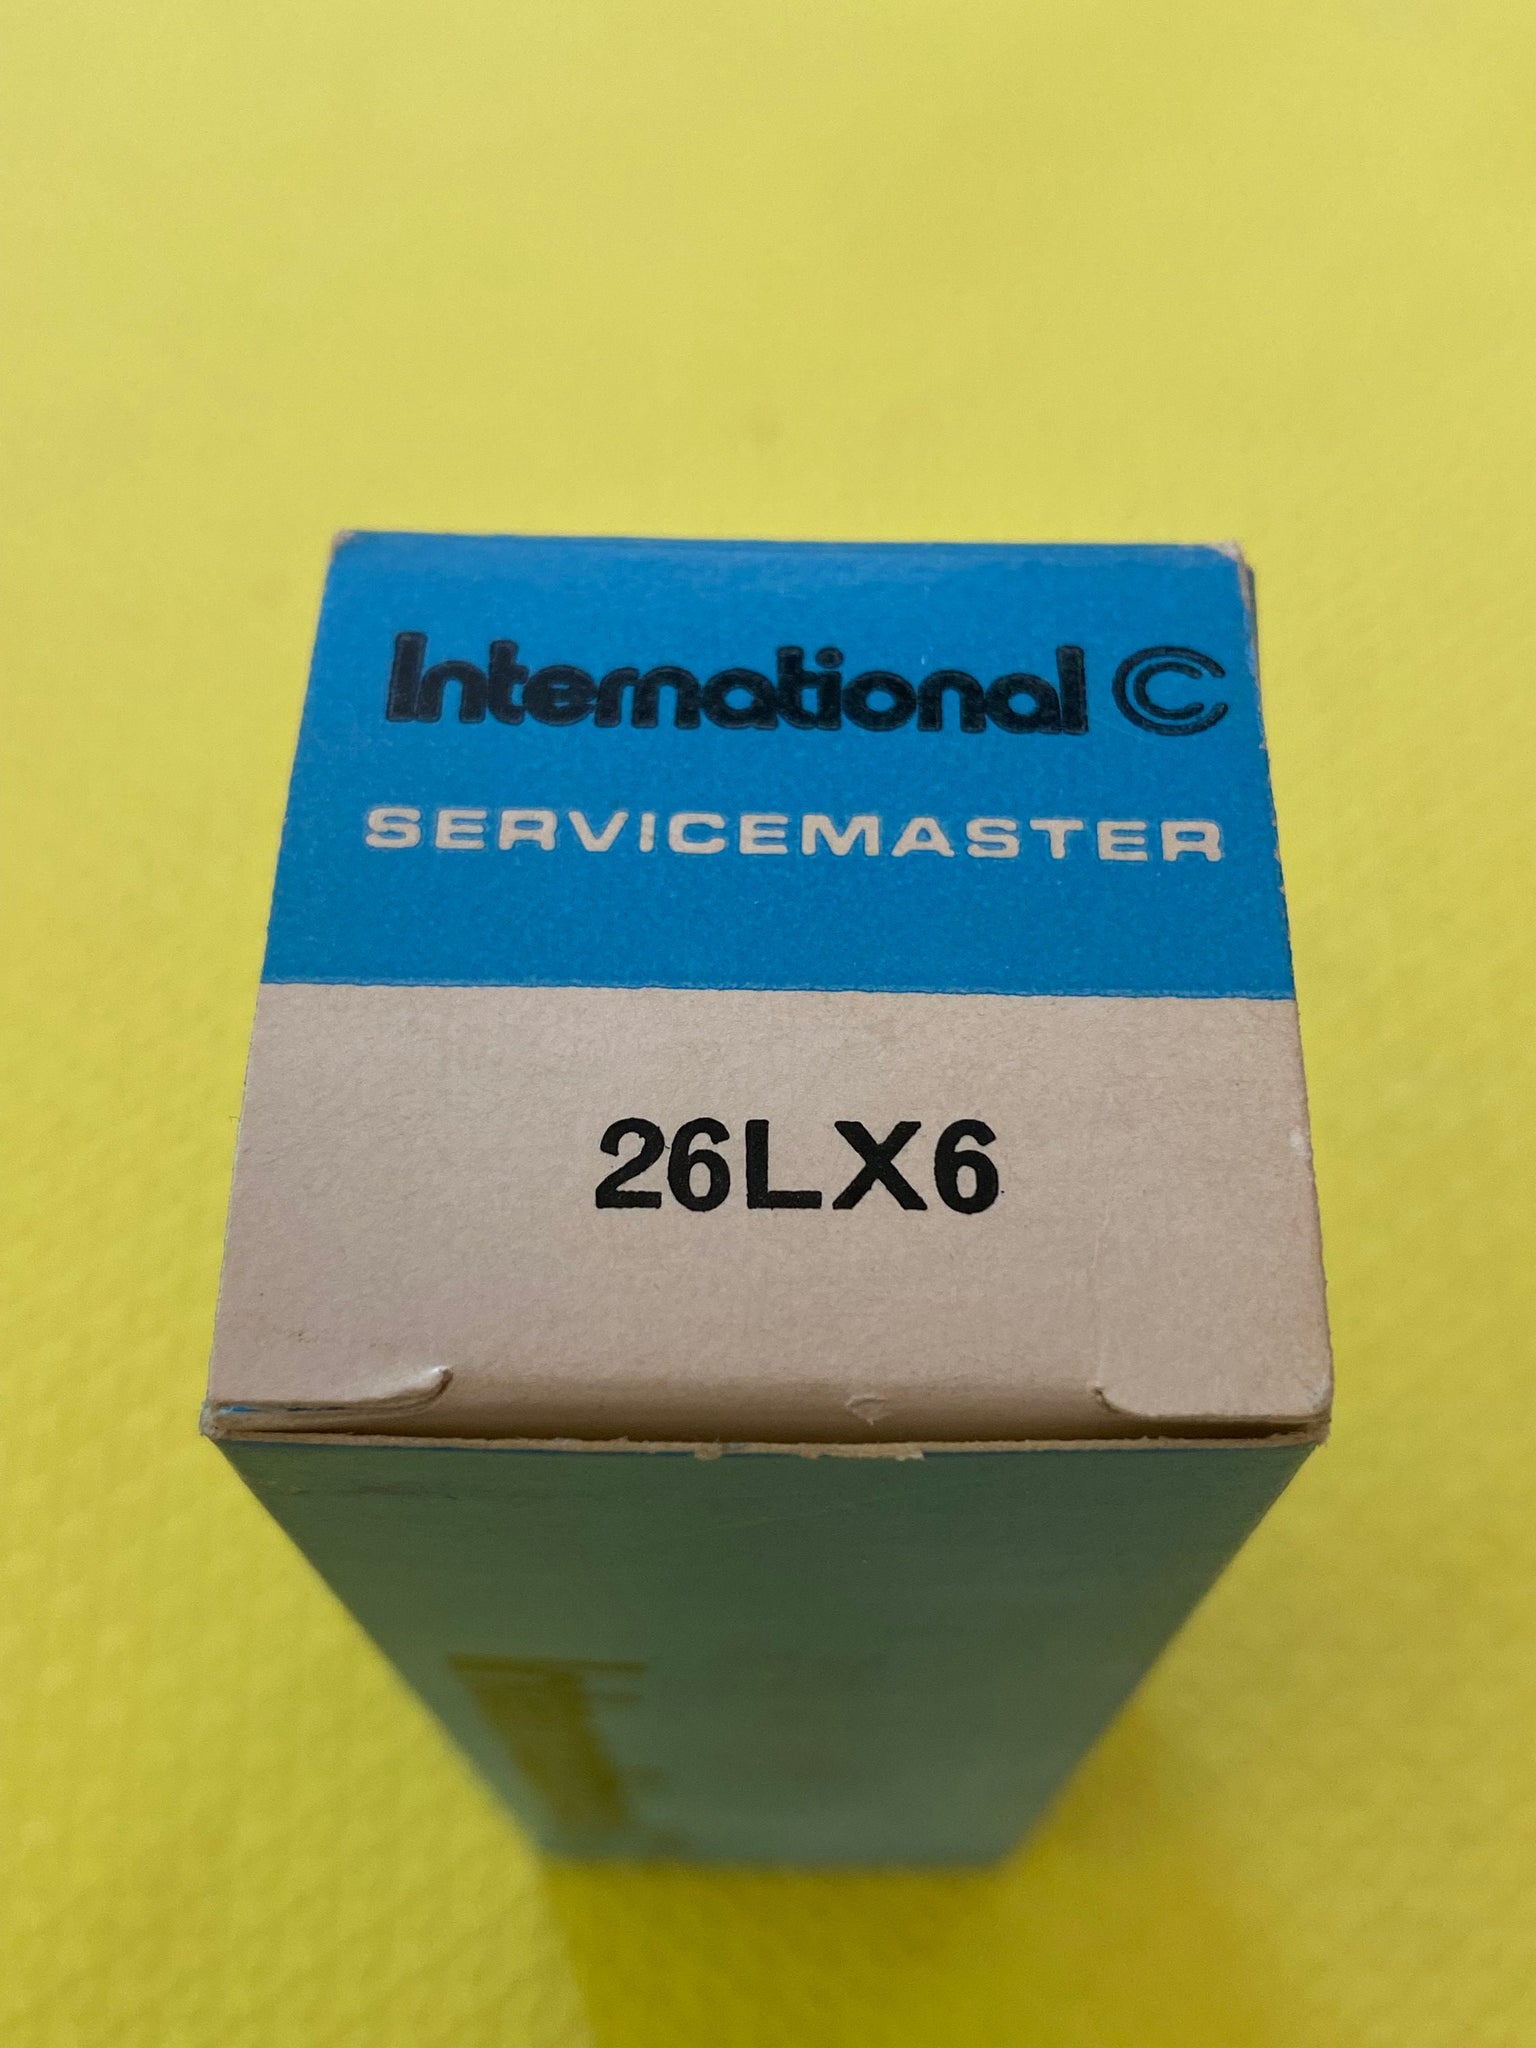 International C
SERVICEMASTER
26LX6